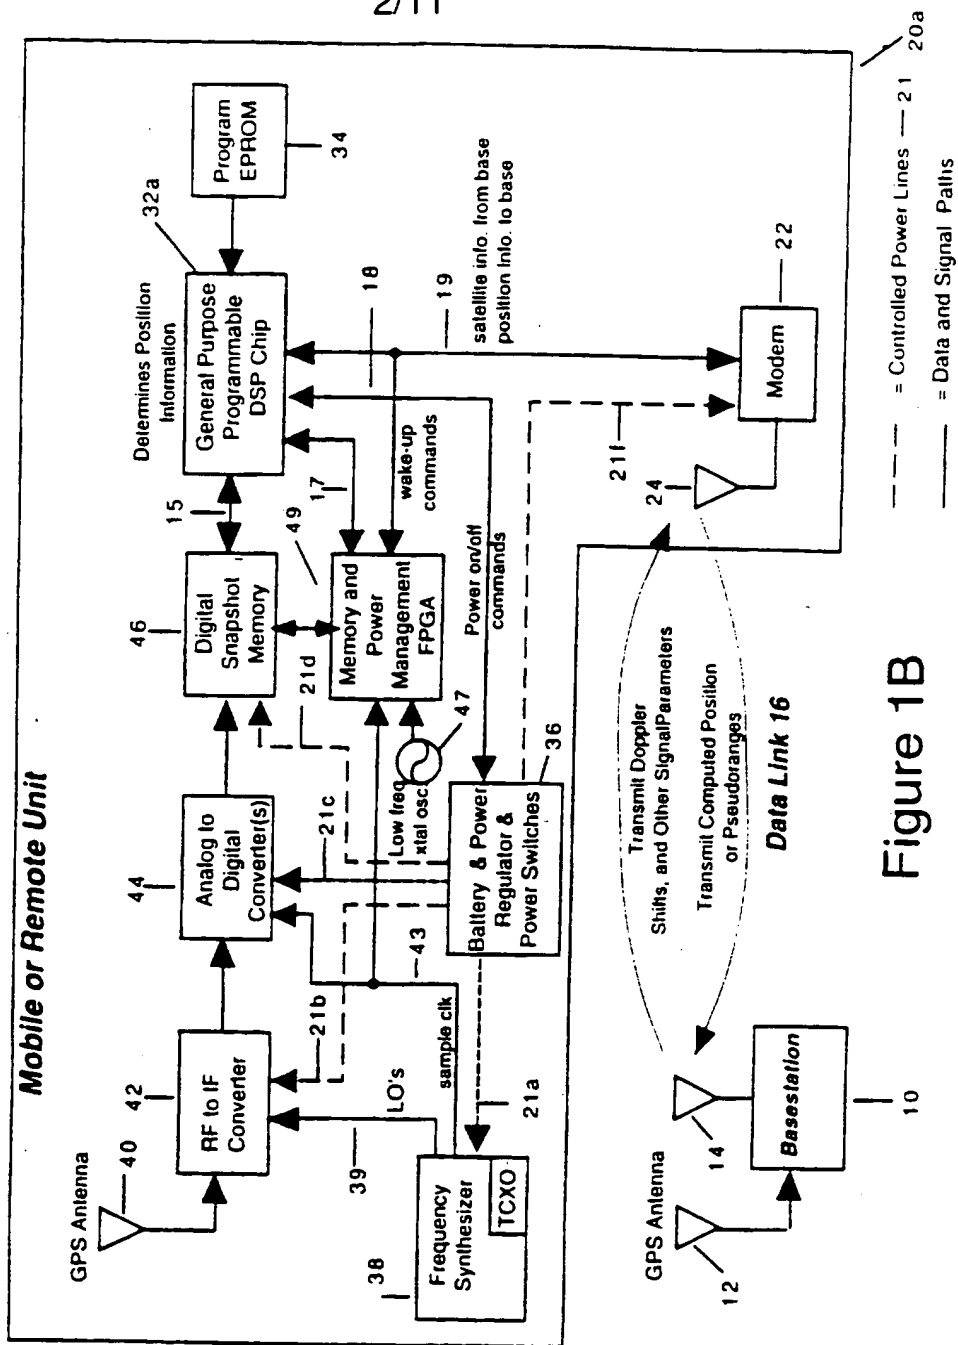 2/11
Mobile or Remote Unit
GPS Antenna
40
42
RF to IF
Converter
44
Analog to
Digital
Converter(s)
46
Digital
Snapshot
Memory
15
Determines Position
Information
32a
General Purpose
Programmable
DSP Chip
Program
EPROM
34
39
LO's
21b
sample clk
43
21c
21d
49
Memory and
Power
Management
FPGA
17
wake-up
commands
18
19
satellite info. from base
position info. to base
Low freq.
xtal osc.
47
Power on/off
commands
38
Frequency
Synthesizer
TCXO
21a
Battery & Power
Regulator &
Power Switches
36
21f
24
Modem
22
20a
GPS Antenna
12
14
Basestation
10
Transmit Doppler
Shifts, and Other SignalParameters
Transmit Computed Position
or Pseudoranges
Data Link 16
= Controlled Power Lines — 21
= Data and Signal Paths
Figure 1B